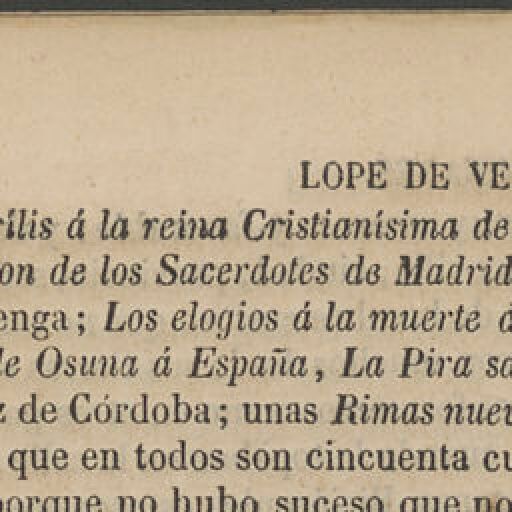 LOPE DE VE
rílis á la reina Cristianísima de
on de los Sacerdotes de Madrid
enga; Los elogios á la muerte d
de Osuna á España, La Pira sa
z de Córdoba; unas Rimas nuev
que en todos son cincuenta cu
porque no hubo suceso que no